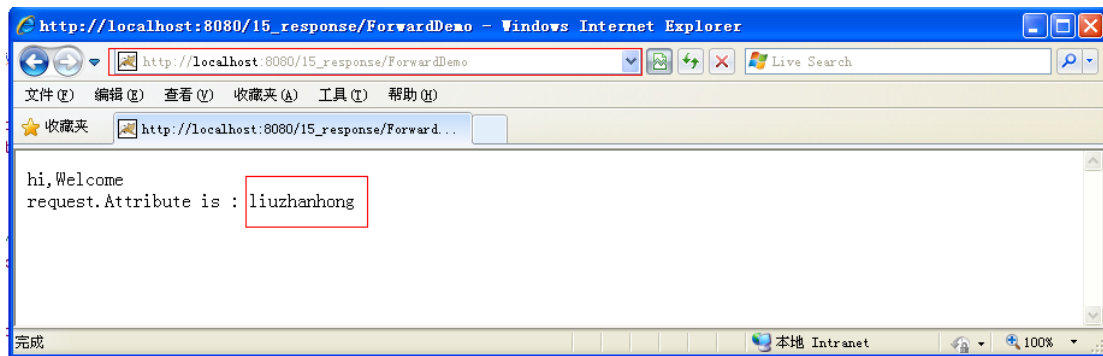 http://localhost:8080/15_response/ForwardDemo - Windows Internet Explorer
http://localhost:8080/15_response/ForwardDemo
Live Search
文件(F) 编辑(E) 查看(V) 收藏夹(A) 工具(T) 帮助(H)
收藏夹
http://localhost:8080/15_response/Forward...
hi,Welcome
request.Attribute is : liuzhanhong
完成
本地 Intranet
100%